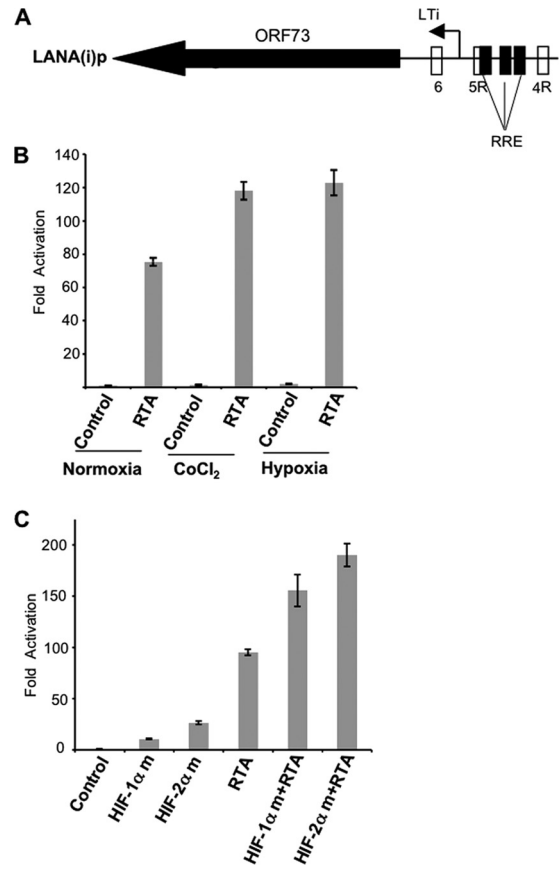 A
ORF73
LTi
LANA(i)p
6
5R
4R
RRE
B
140
120
100
80
60
40
20
Fold Activation
Control
RTA
Control
RTA
Control
RTA
Normoxia
CoCl₂
Hypoxia
C
200
150
100
50
0
Fold Activation
Control
HIF-1α m
HIF-2α m
RTA
HIF-1α m+RTA
HIF-2α m+RTA